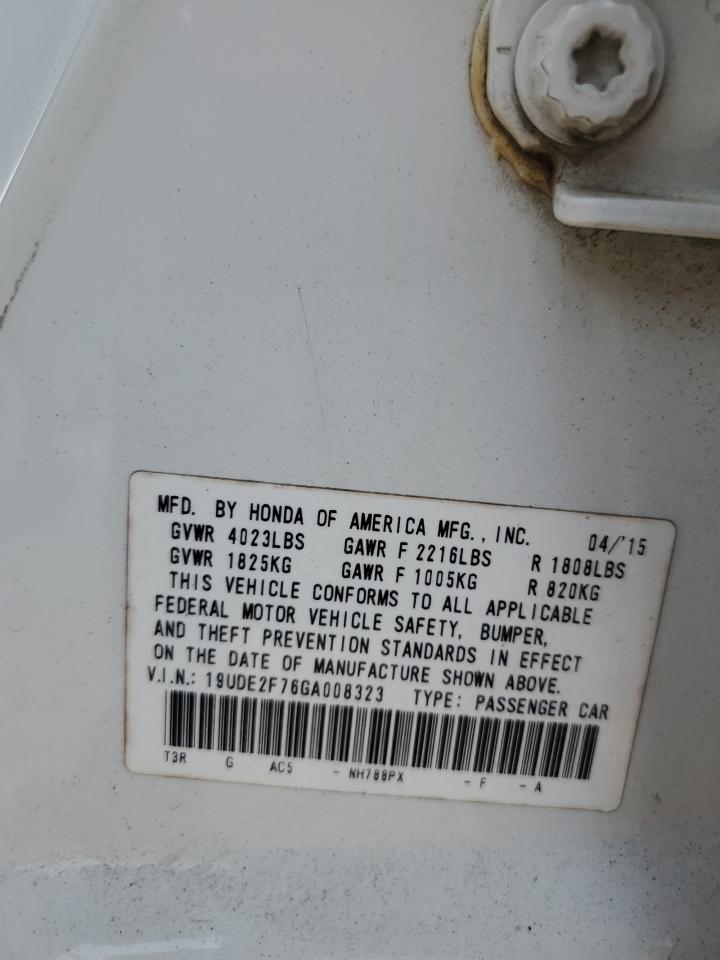 MFD. BY HONDA OF AMERICA MFG., INC. 04/'15
GVWR 4023LBS GAWR F 2216LBS R 1808LBS
GVWR 1825KG GAWR F 1005KG R 820KG
THIS VEHICLE CONFORMS TO ALL APPLICABLE
FEDERAL MOTOR VEHICLE SAFETY, BUMPER,
AND THEFT PREVENTION STANDARDS IN EFFECT
ON THE DATE OF MANUFACTURE SHOWN ABOVE.
V.I.N.: 19UDE2F76GA008323 TYPE: PASSENGER CAR
T3R G AC5 - NH788PX - F - A